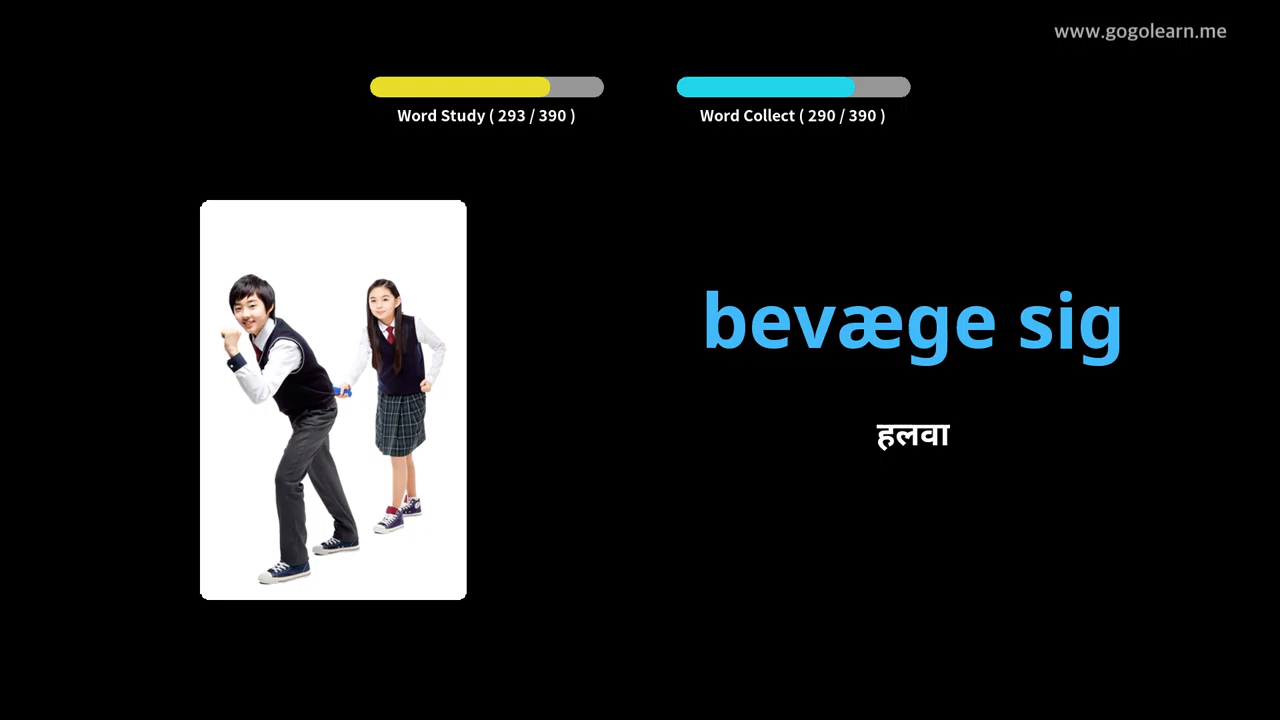 www.gogolearn.me
Word Study ( 293 / 390 )
Word Collect ( 290 / 390 )
bevæge sig
हलवा